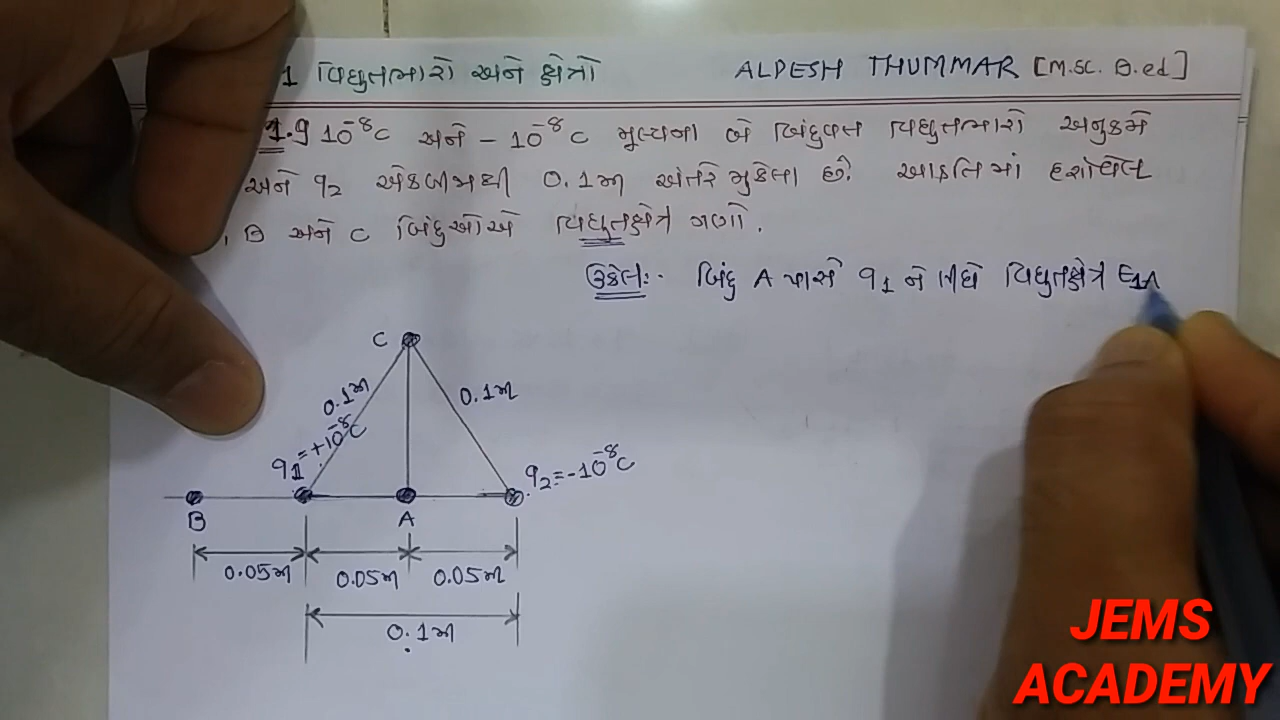 1 વિદ્યુતભારો અને ક્ષેત્રો
ALPESH THUMMAR [M.SC. B.ed]
1.9 10⁻⁸C અને - 10⁻⁸C મૂલ્યના બે બિંદુવત વિદ્યુતભારો અનુક્રમે
અને q₂ એકબીજાથી 0.1m અંતરે મુકેલા છે. આકૃતિમાં દર્શાવેલ
, B અને C બિંદુઓએ વિદ્યુતક્ષેત્ર ગણો.
ઉકેલ:- બિંદુ A પાસે q₁ ને લીધે વિદ્યુતક્ષેત્ર E₁A
C
0.1m
0.1m
q₁=+10⁻⁸C
q₂=-10⁻⁸C
B
A
0.05m
0.05m
0.05m
0.1m
JEMS
ACADEMY